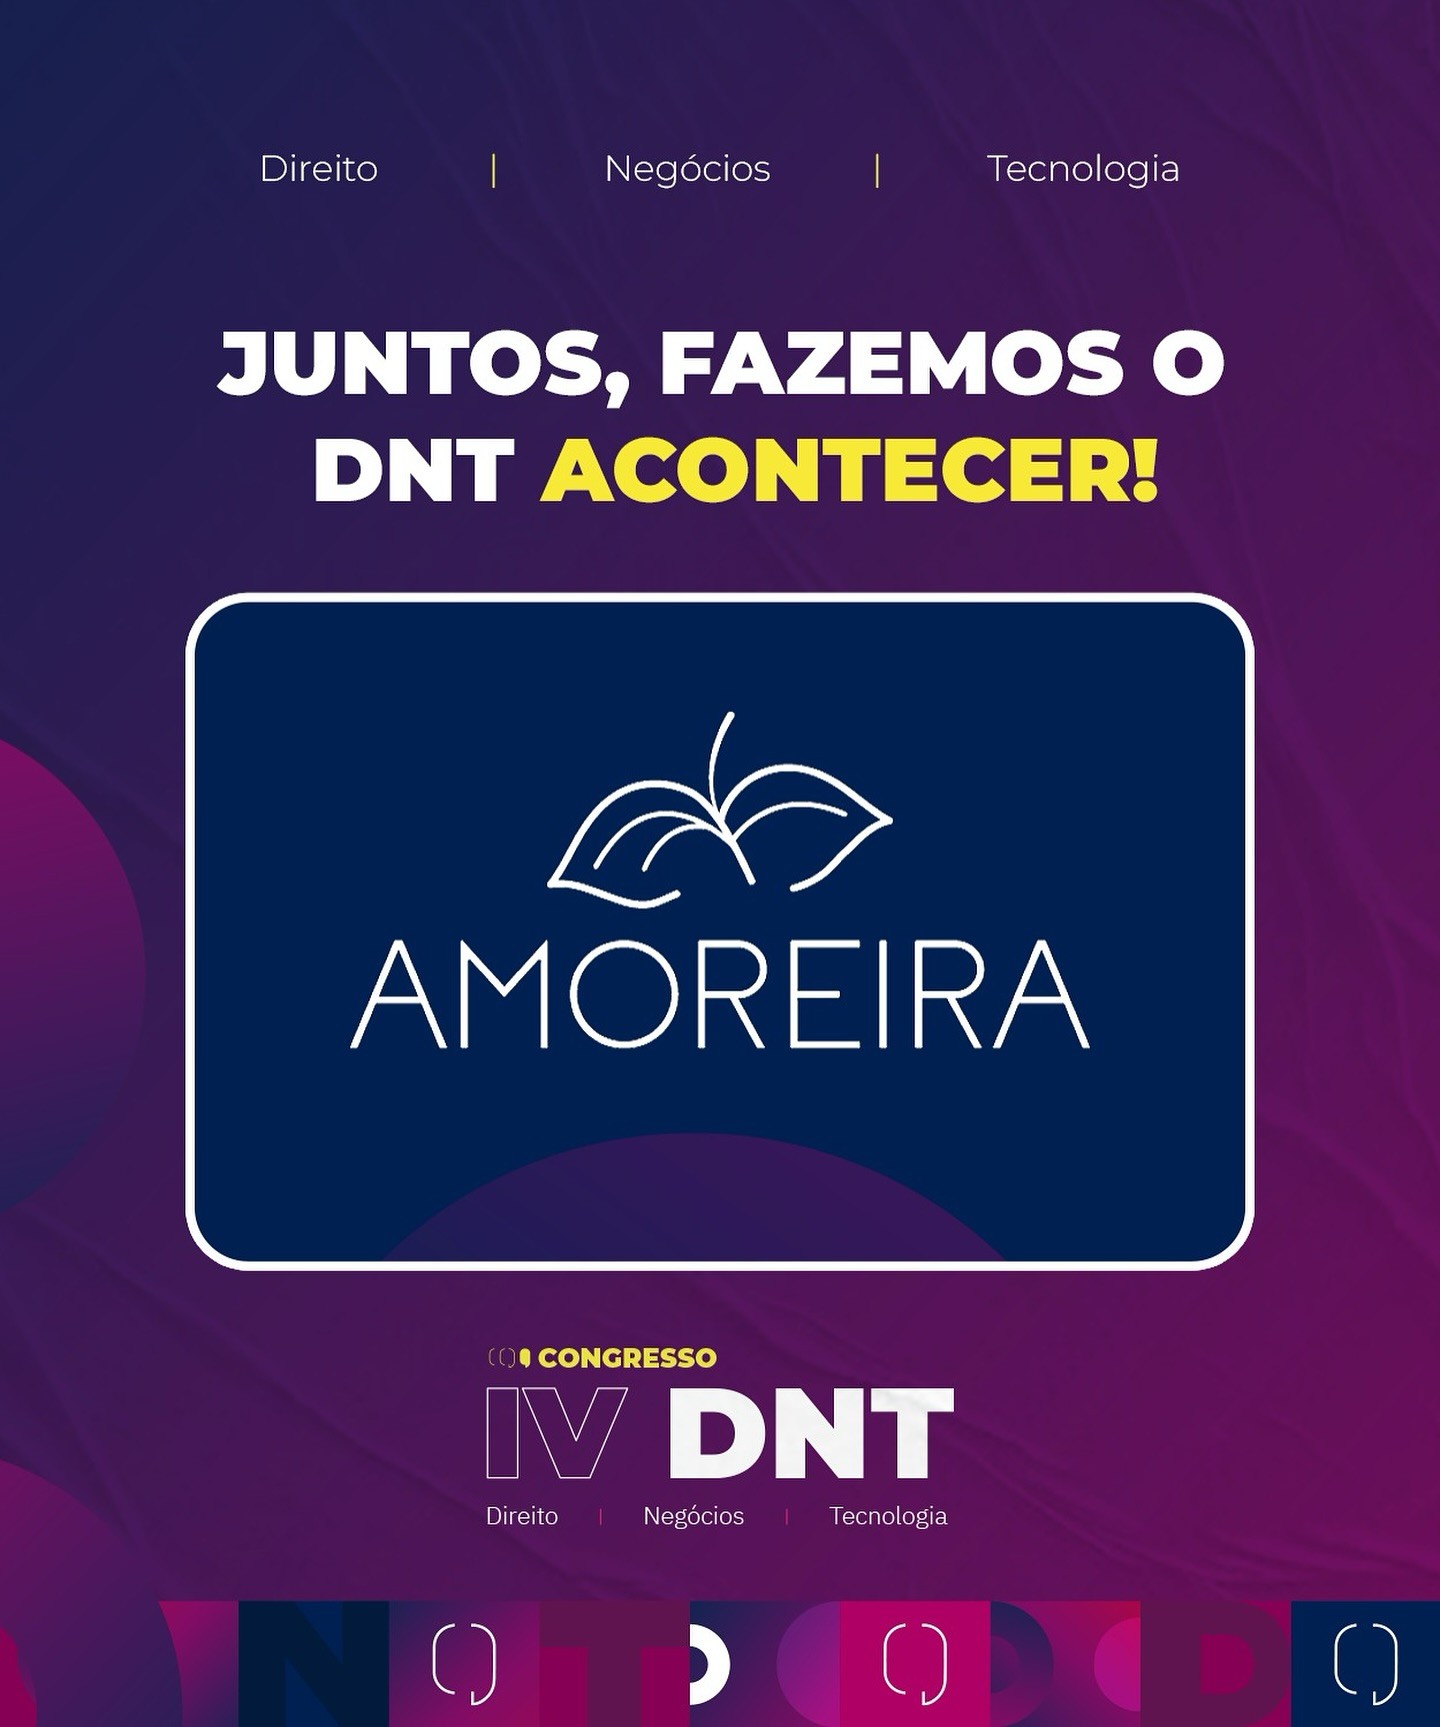 Direito | Negócios | Tecnologia
JUNTOS, FAZEMOS O
DNT ACONTECER!
AMOREIRA
CONGRESSO
IV DNT
Direito | Negócios | Tecnologia
N T D